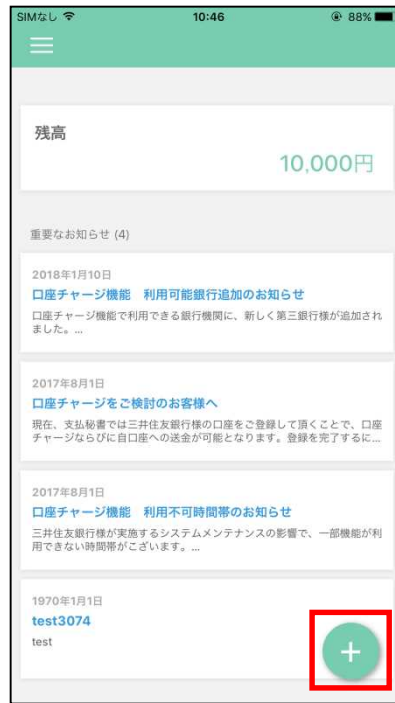 SIMなし 10:46 88%
残高
10,000円
重要なお知らせ (4)
2018年1月10日
口座チャージ機能　利用可能銀行追加のお知らせ
口座チャージ機能で利用できる銀行機関に、新しく第三銀行様が追加され
ました。...
2017年8月1日
口座チャージをご検討のお客様へ
現在、支払秘書では三井住友銀行様の口座をご登録して頂くことで、口座
チャージならびに自口座への送金が可能となります。登録を完了するに...
2017年8月1日
口座チャージ機能　利用不可時間帯のお知らせ
三井住友銀行様が実施するシステムメンテナンスの影響で、一部機能が利
用できない時間帯がございます。...
1970年1月1日
test3074
test
+